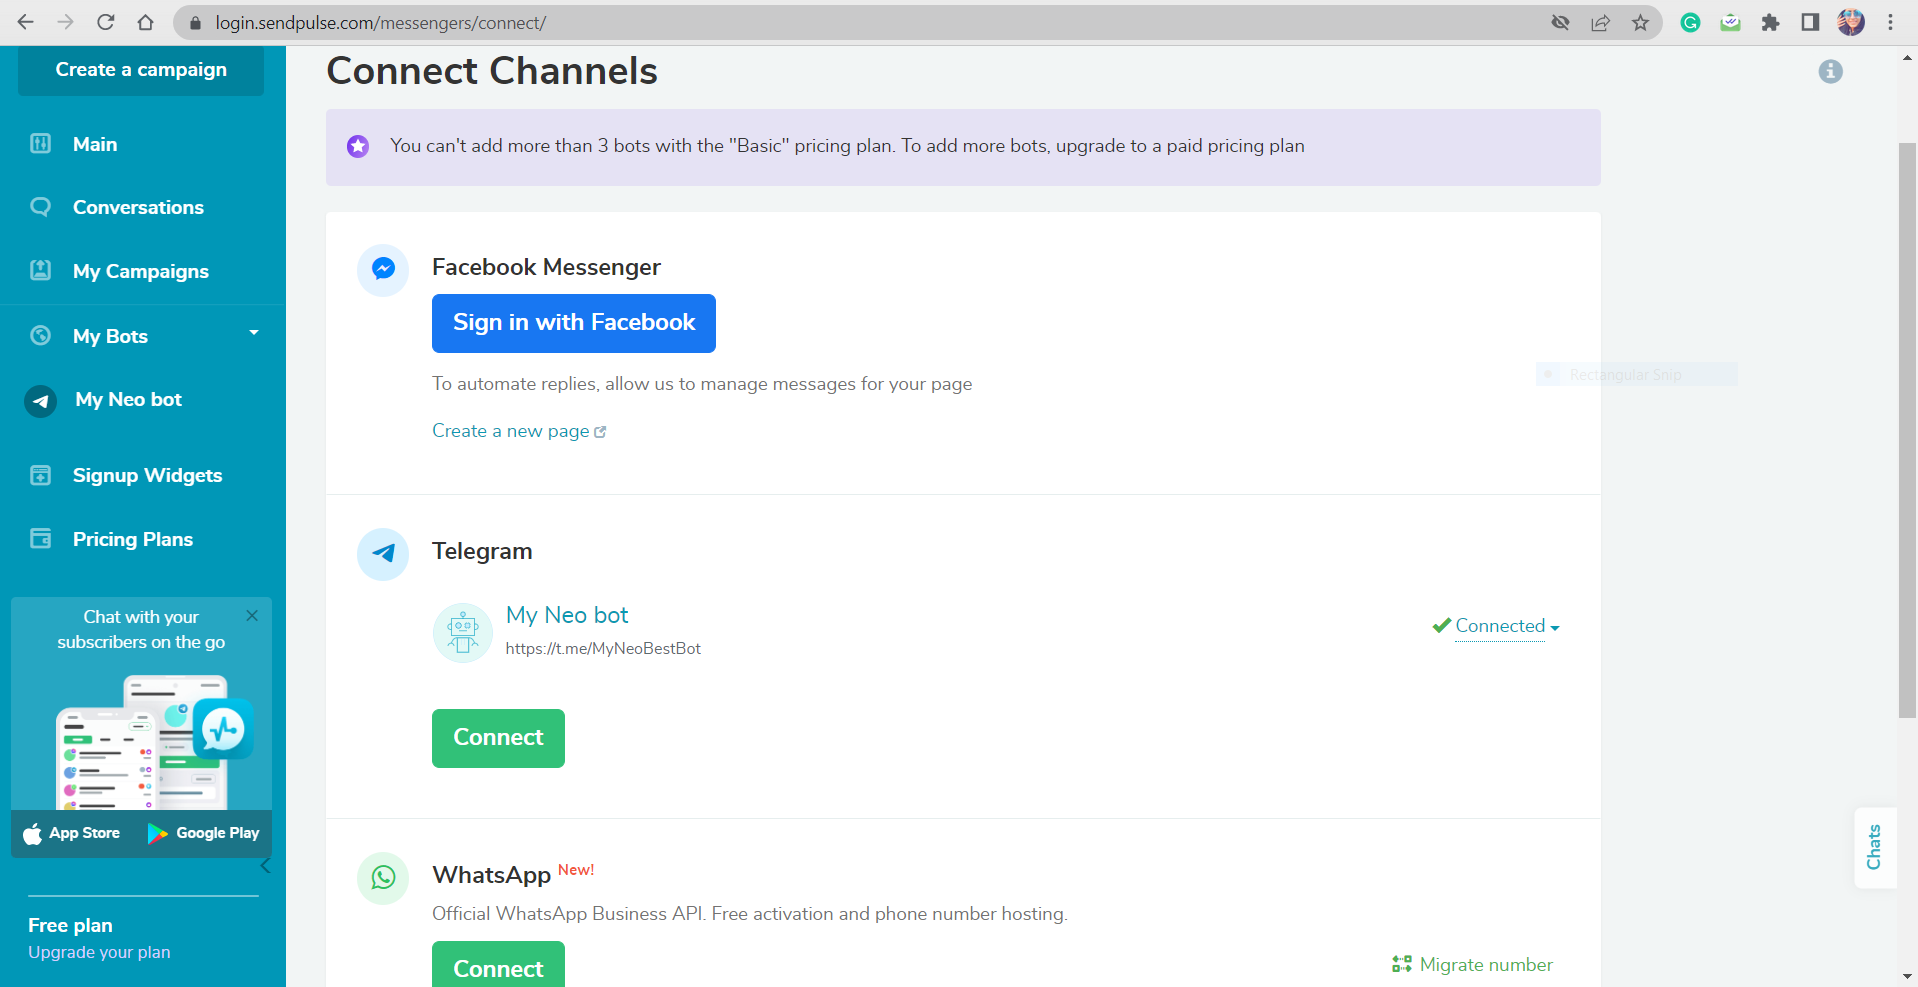 login.sendpulse.com/messengers/connect/
Create a campaign
Main
Conversations
My Campaigns
My Bots
My Neo bot
Signup Widgets
Pricing Plans
Chat with your
subscribers on the go
App Store
Google Play
Free plan
Upgrade your plan
Connect Channels
You can't add more than 3 bots with the "Basic" pricing plan. To add more bots, upgrade to a paid pricing plan
Facebook Messenger
Sign in with Facebook
To automate replies, allow us to manage messages for your page
Create a new page
Rectangular Snip
Telegram
My Neo bot
https://t.me/MyNeoBestBot
Connected
Connect
WhatsApp New!
Official WhatsApp Business API. Free activation and phone number hosting.
Connect
Migrate number
Chats